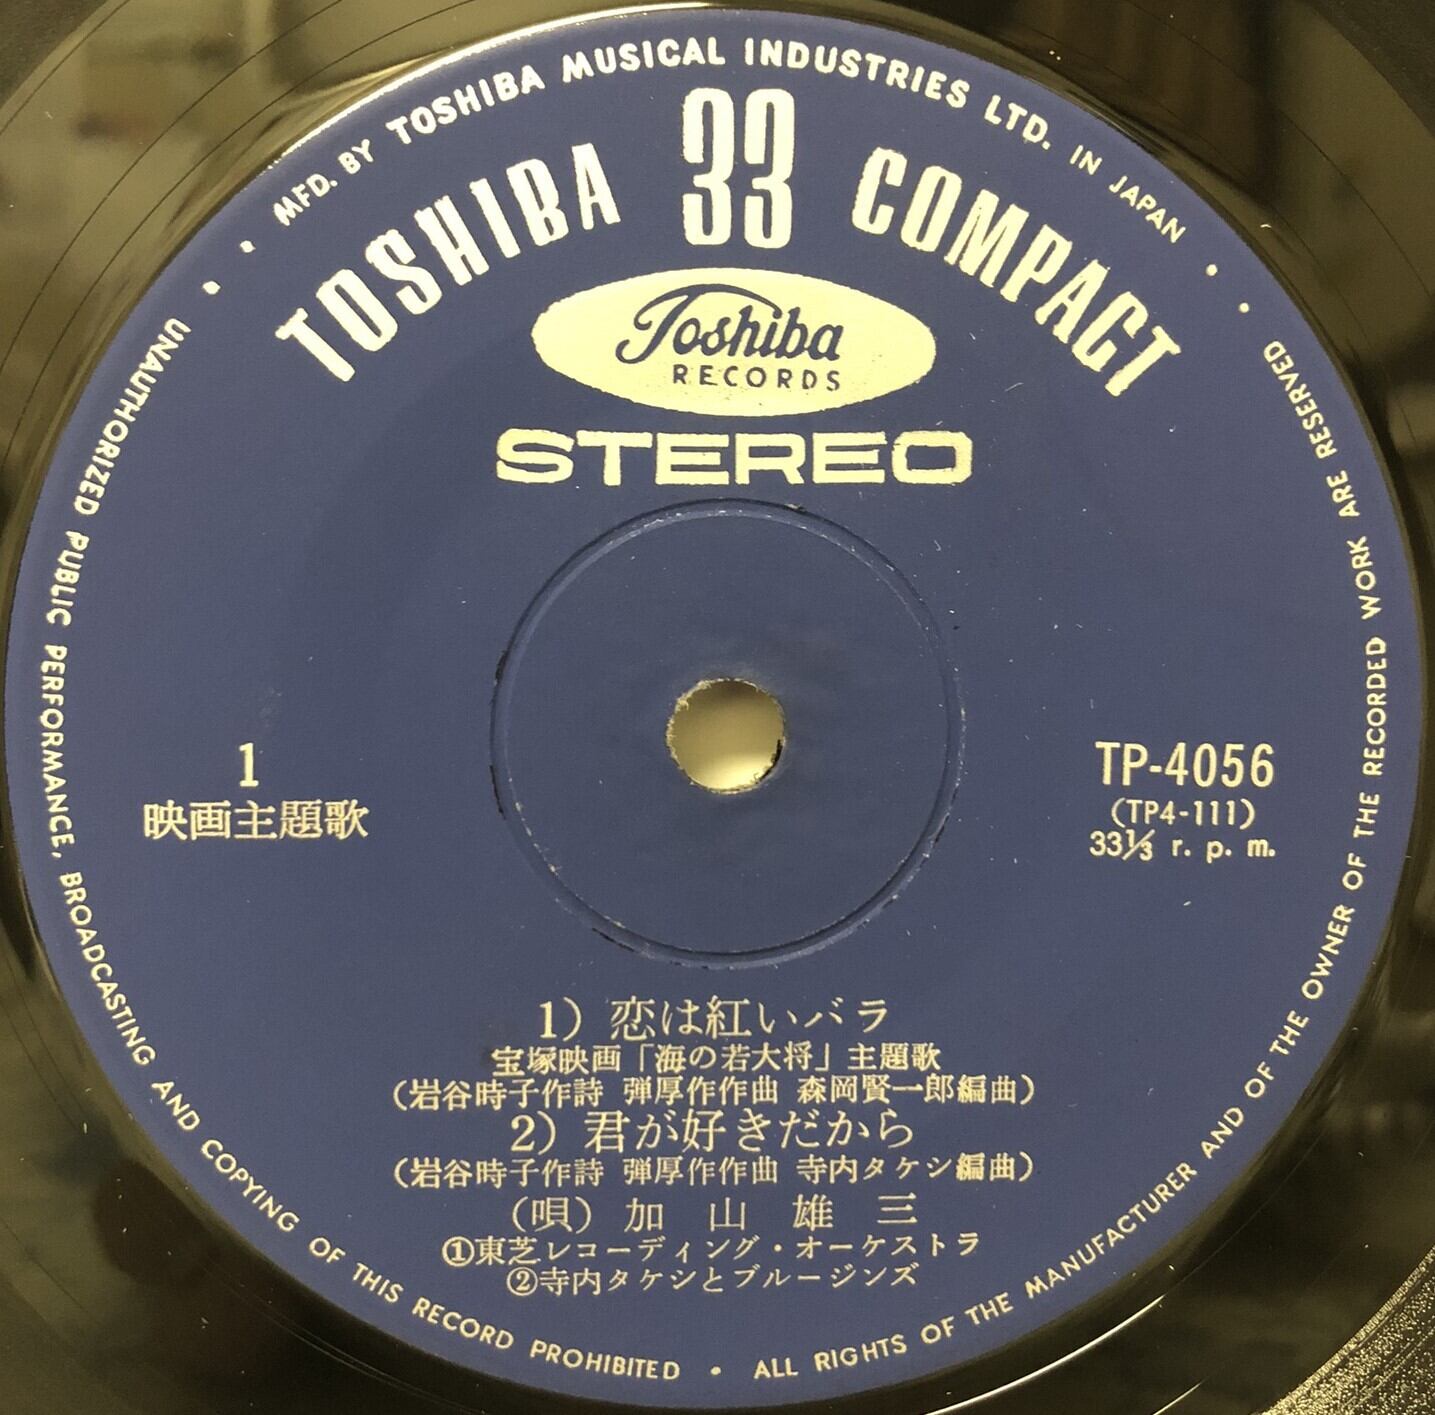 MFD. BY TOSHIBA MUSICAL INDUSTRIES LTD. IN JAPAN
TOSHIBA 33 COMPACT
Toshiba
RECORDS
STEREO
1
映画主題歌
TP-4056
(TP4-111)
33⅓ r. p. m.
1) 恋は紅いバラ
宝塚映画「海の若大将」主題歌
(岩谷時子作詩 弾厚作作曲 森岡賢一郎編曲)
2) 君が好きだから
(岩谷時子作詩 弾厚作作曲 寺内タケシ編曲)
(唄) 加 山 雄 三
①東芝レコーディング・オーケストラ
②寺内タケシとブルージンズ
UNAUTHORIZED PUBLIC PERFORMANCE, BROADCASTING AND COPYING OF THIS RECORD PROHIBITED • ALL RIGHTS OF THE MANUFACTURER AND OF THE OWNER OF THE RECORDED WORK ARE RESERVED